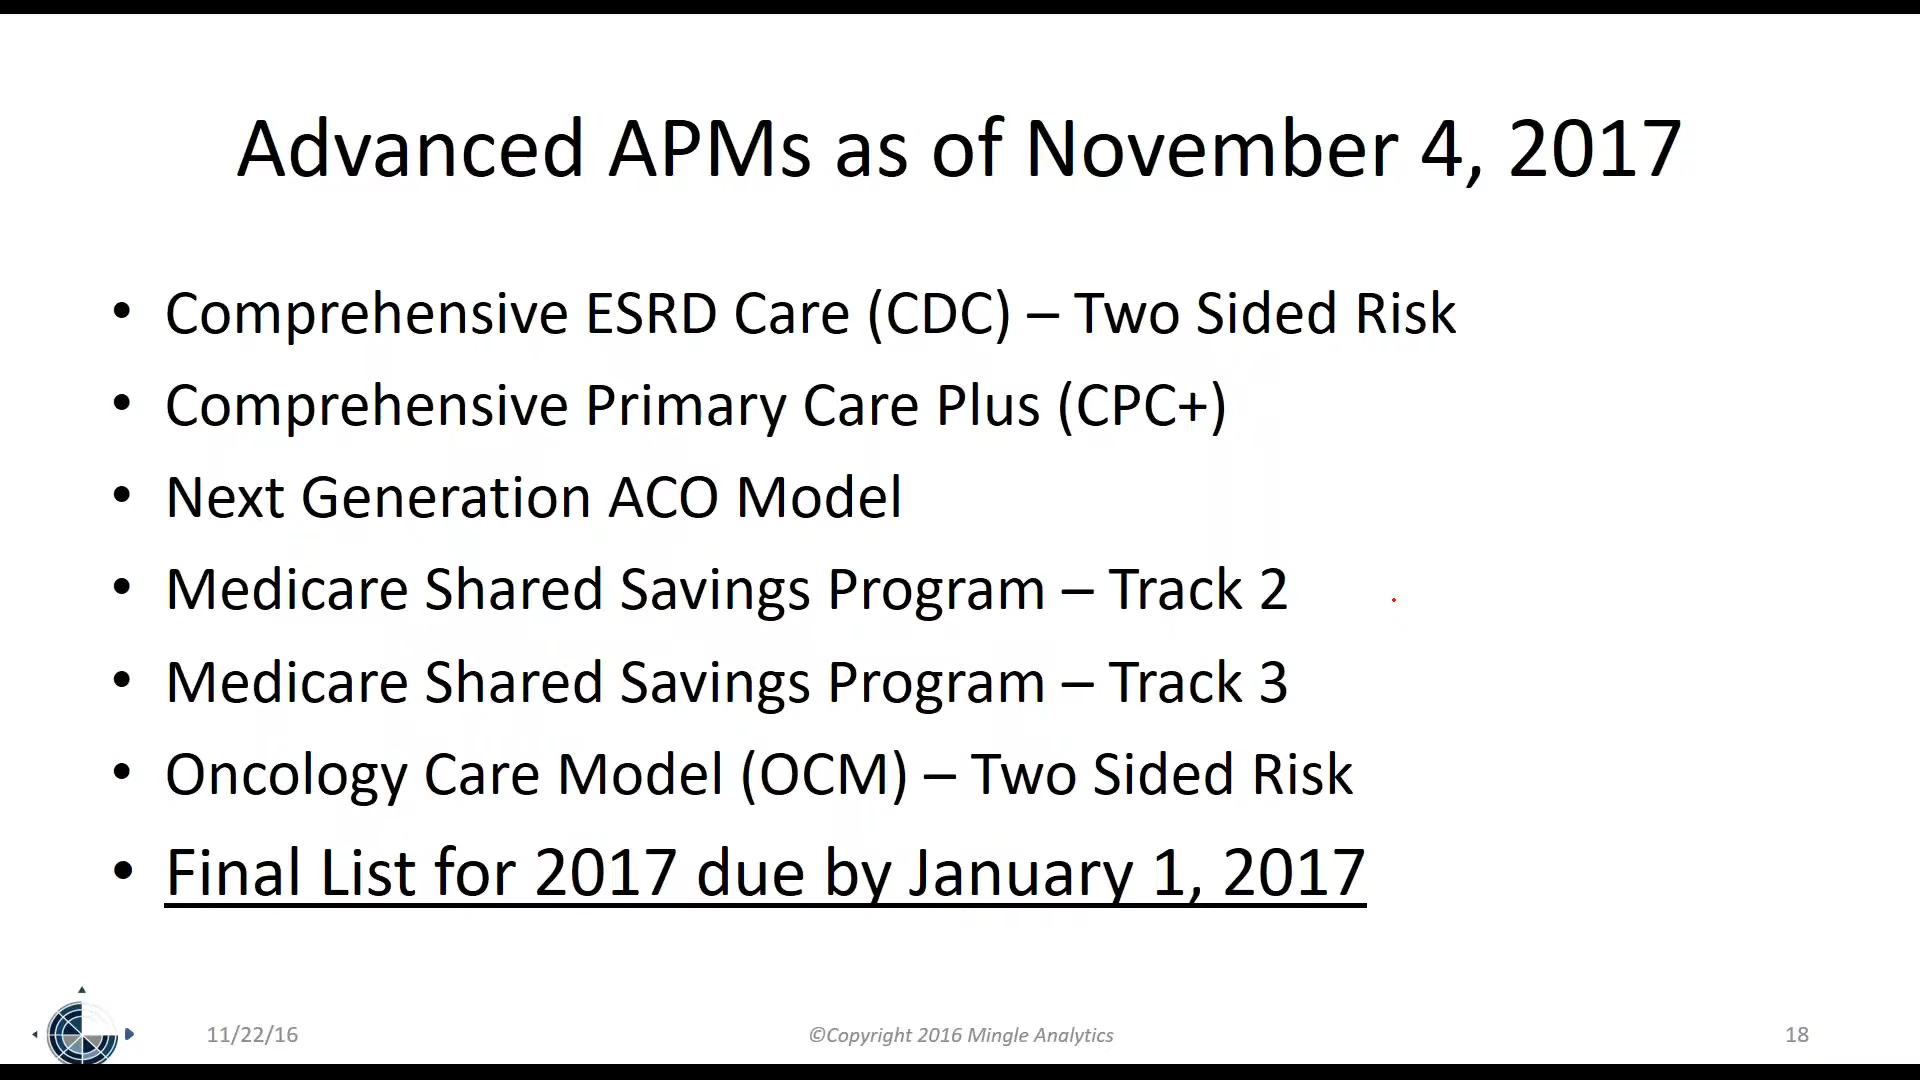 Advanced APMs as of November 4, 2017
• Comprehensive ESRD Care (CDC) – Two Sided Risk
• Comprehensive Primary Care Plus (CPC+)
• Next Generation ACO Model
• Medicare Shared Savings Program – Track 2
• Medicare Shared Savings Program – Track 3
• Oncology Care Model (OCM) – Two Sided Risk
• Final List for 2017 due by January 1, 2017
11/22/16
©Copyright 2016 Mingle Analytics
18